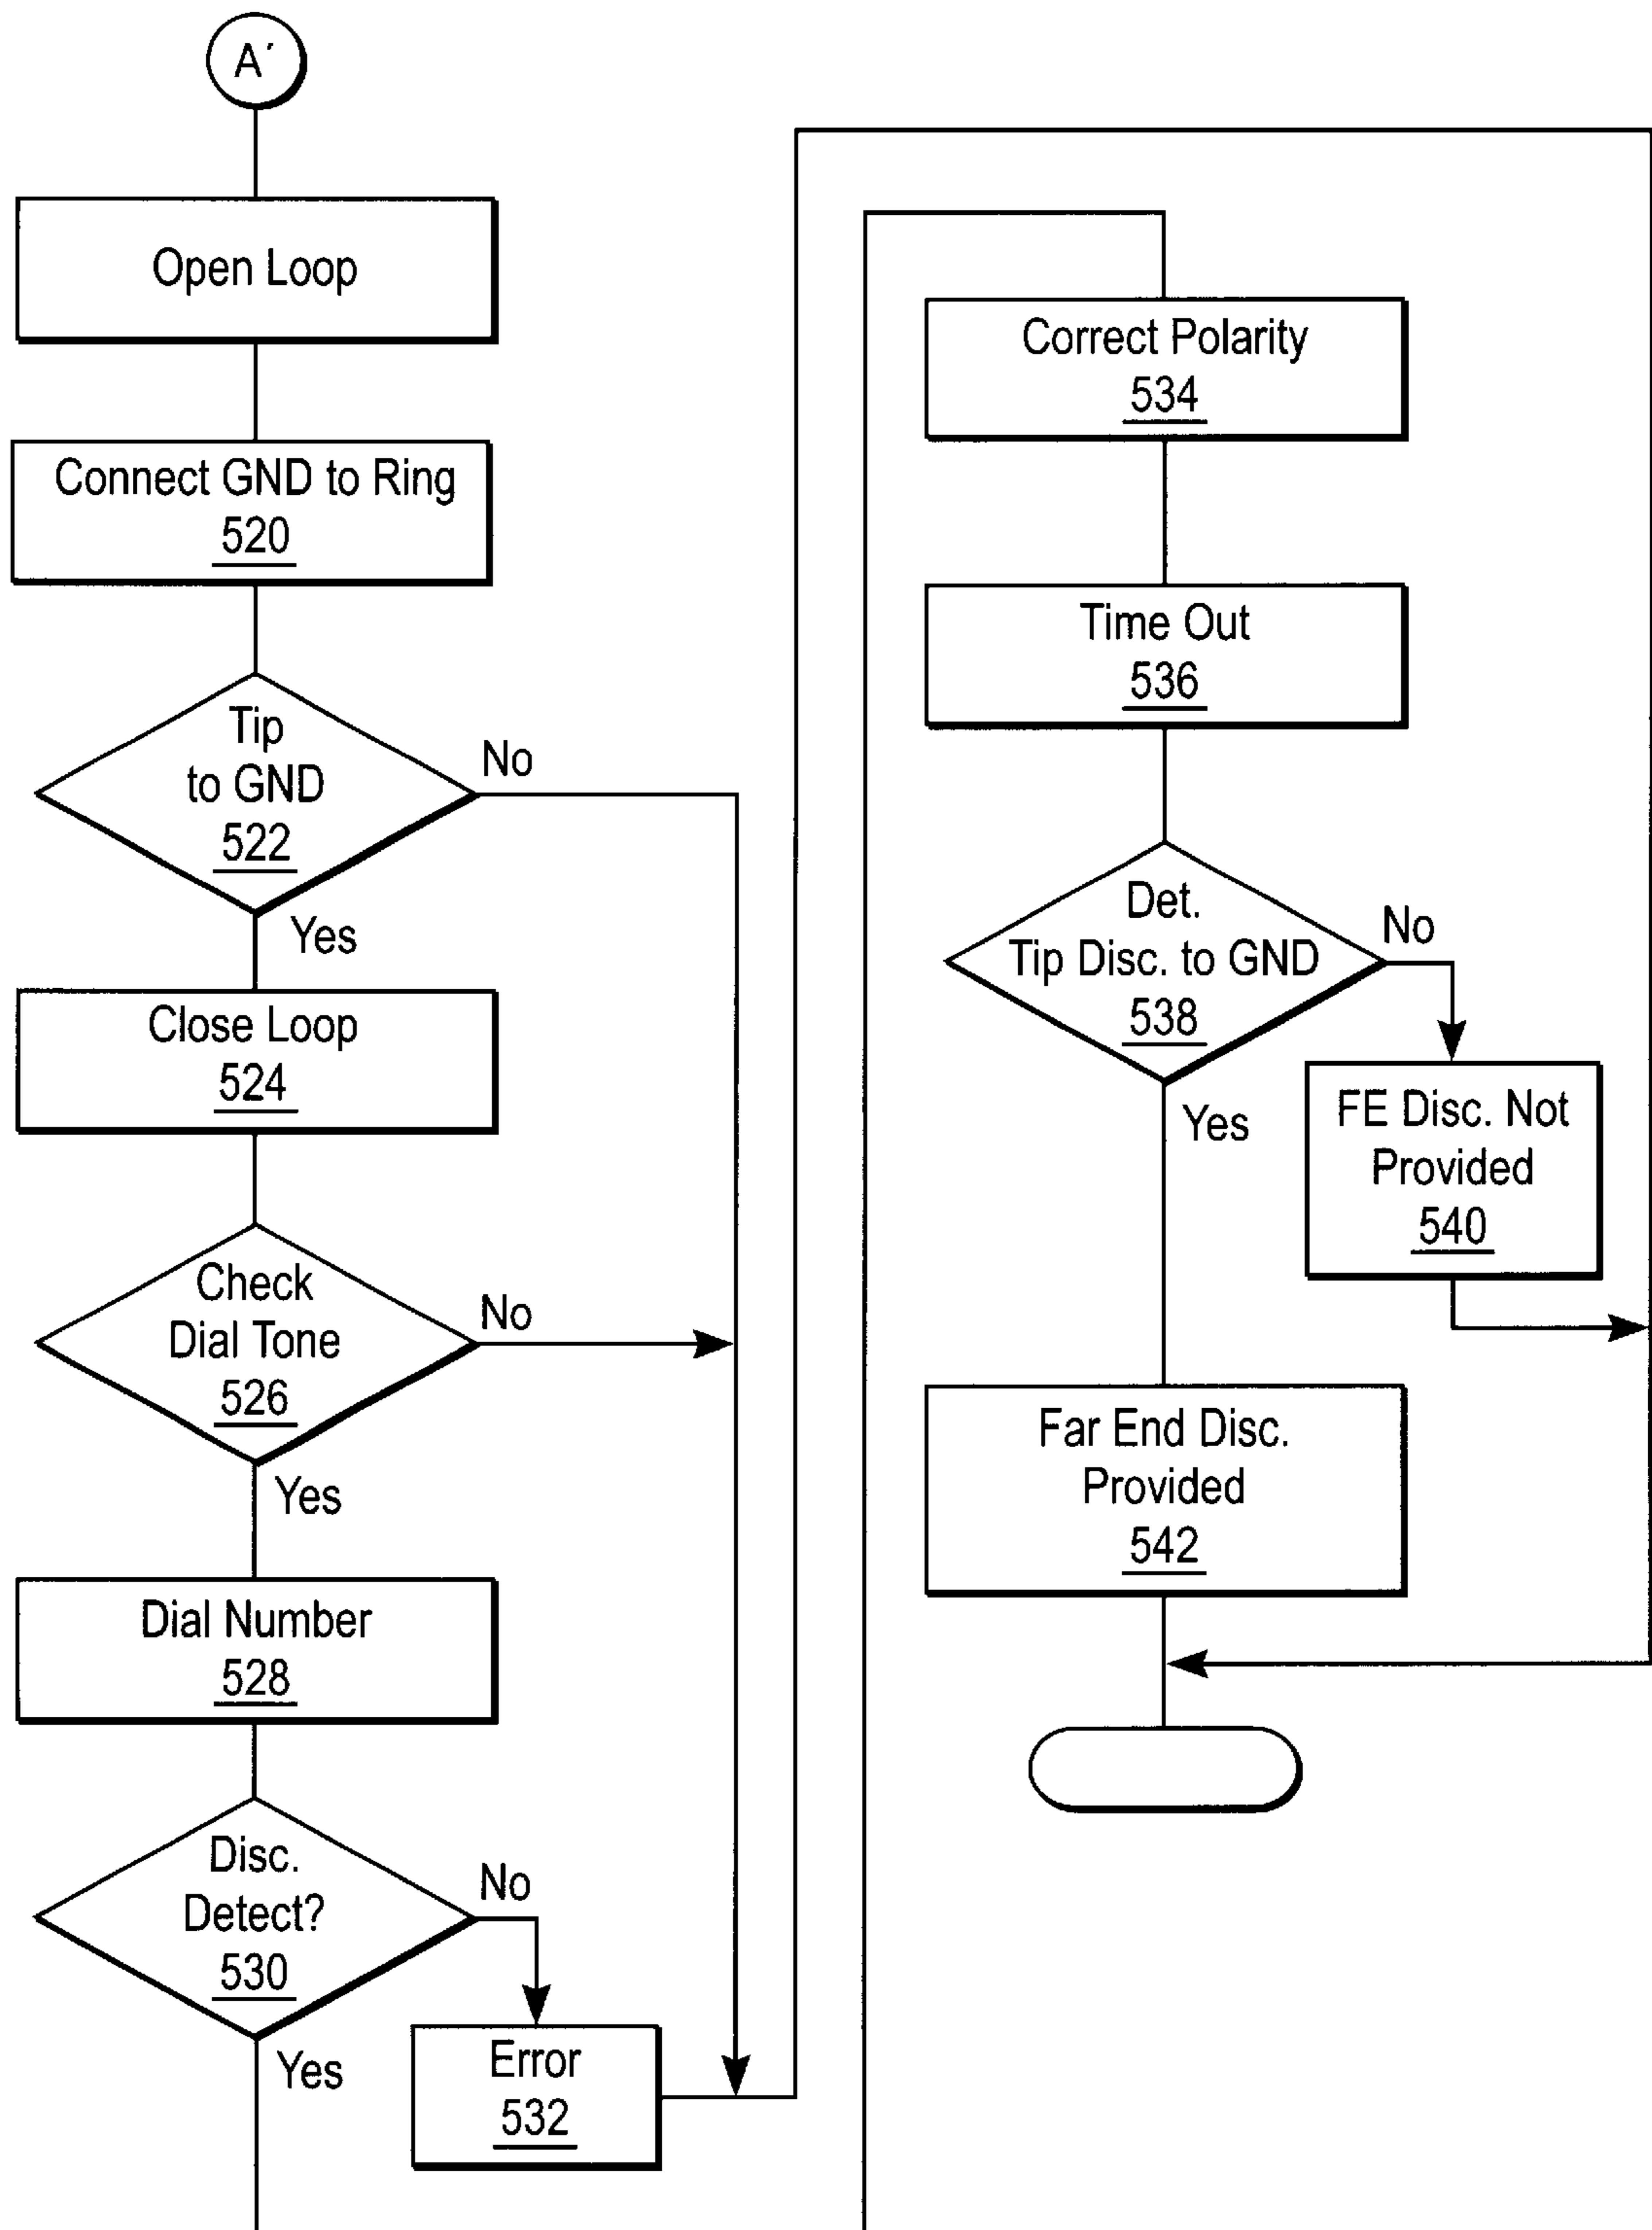 A′
Open Loop
Connect GND to Ring
520
Tip
to GND
522
No
Yes
Close Loop
524
Check
Dial Tone
526
No
Yes
Dial Number
528
Disc.
Detect?
530
No
Yes
Error
532
Correct Polarity
534
Time Out
536
Det.
Tip Disc. to GND
538
No
Yes
FE Disc. Not
Provided
540
Far End Disc.
Provided
542